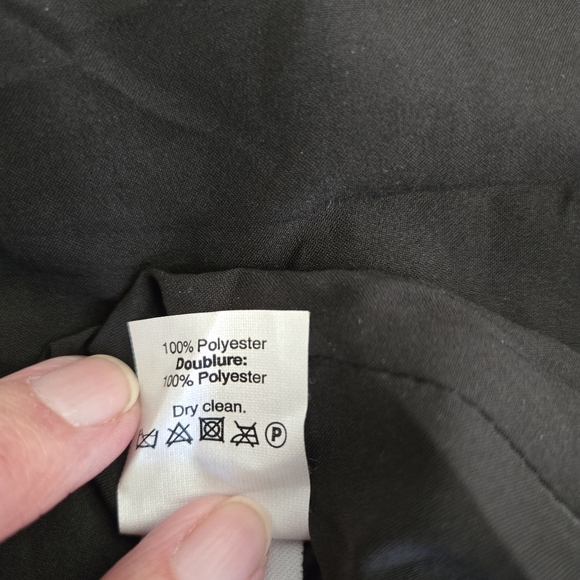 100% Polyester
Doublure:
100% Polyester
Dry clean.
P